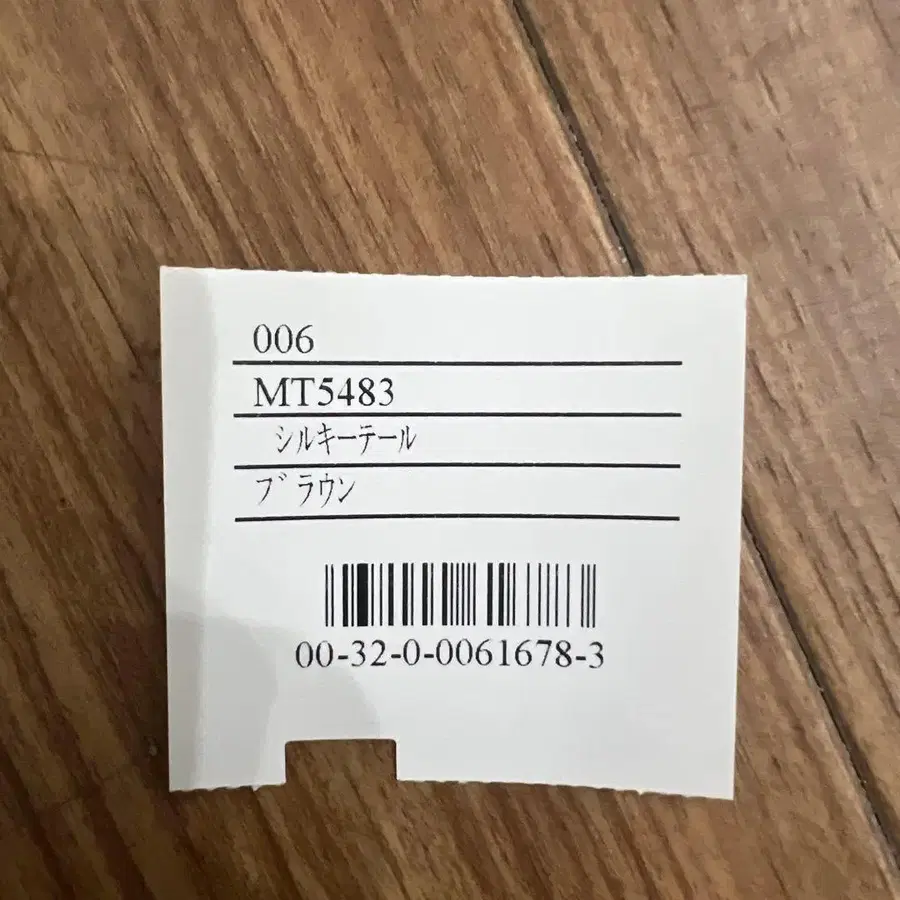 006
MT5483
ｼﾙｷｰﾃｰﾙ
ﾌﾞﾗｳﾝ
00-32-0-0061678-3